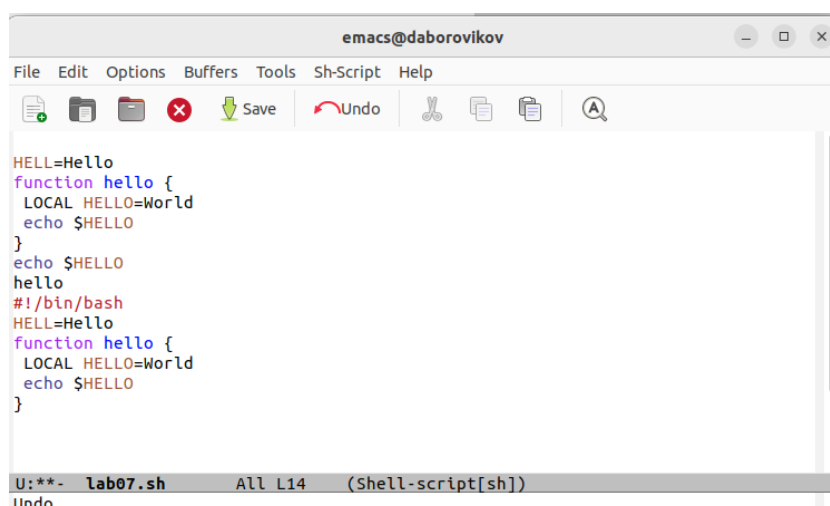 emacs@daborovikov
File Edit Options Buffers Tools Sh-Script Help
Save Undo
HELL=Hello
function hello {
 LOCAL HELLO=World
 echo $HELLO
}
echo $HELLO
hello
#!/bin/bash
HELL=Hello
function hello {
 LOCAL HELLO=World
 echo $HELLO
}
U:**- lab07.sh All L14 (Shell-script[sh])
Undo